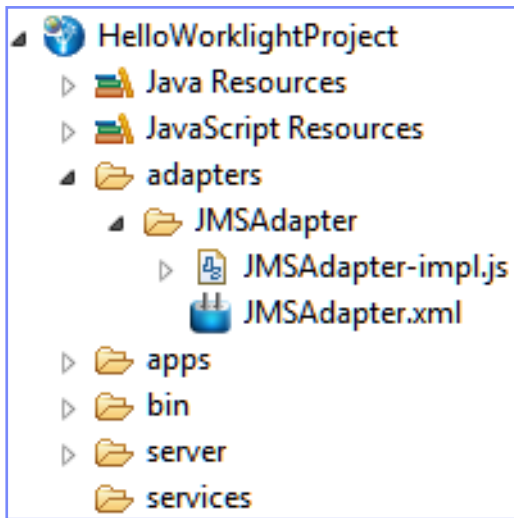 HelloWorklightProject
Java Resources
JavaScript Resources
adapters
JMSAdapter
JMSAdapter-impl.js
JMSAdapter.xml
apps
bin
server
services